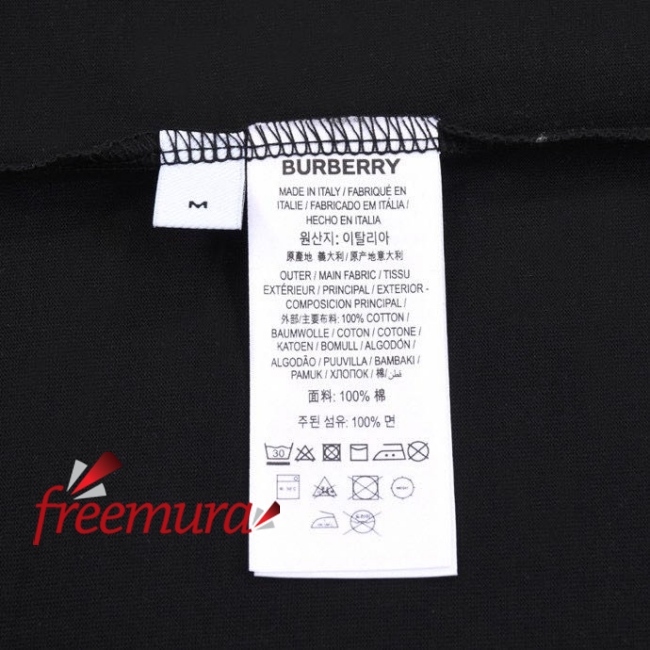 M
BURBERRY
MADE IN ITALY / FABRIQUÉ EN
ITALIE / FABRICADO EM ITÁLIA /
HECHO EN ITALIA
원산지: 이탈리아
原產地 義大利 / 原产地意大利
OUTER / MAIN FABRIC / TISSU
EXTÉRIEUR / PRINCIPAL / EXTERIOR -
COMPOSICION PRINCIPAL /
外部/主要布料: 100% COTTON /
BAUMWOLLE / COTON / COTONE /
KATOEN / BOMULL / ALGODÓN /
ALGODÃO / PUUVILLA / BAMBAKI /
PAMUK / ХЛОПОК / 棉/ قطن/
面料: 100% 棉
주된 섬유: 100% 면
30
freemura